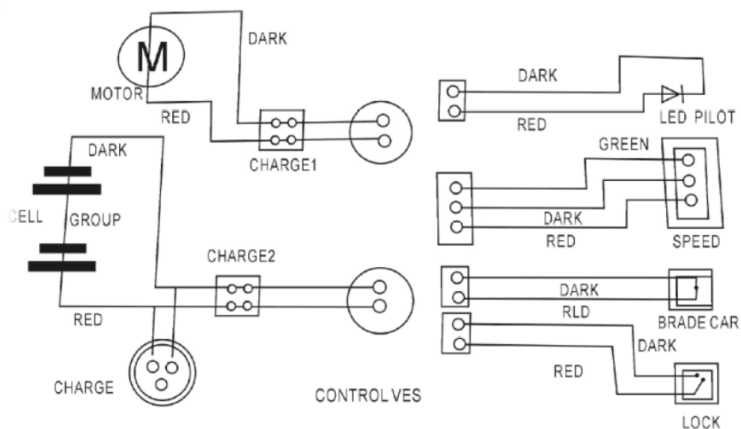 DARK
M
MOTOR
RED
CHARGE1
DARK
CELL GROUP
CHARGE2
RED
CHARGE
CONTROL VES
DARK
RED
LED PILOT
GREEN
DARK
RED
SPEED
DARK
RLD
BRADE CAR
DARK
RED
LOCK